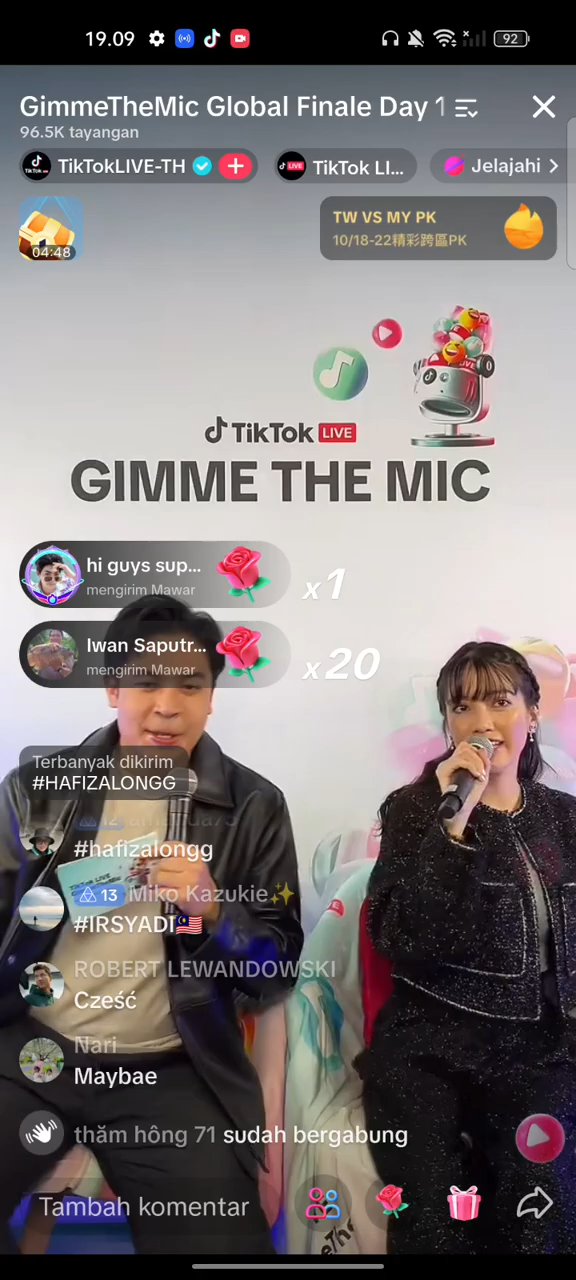 19.09
92
GimmeTheMic Global Finale Day 1
96.5K tayangan
TikTokLIVE-TH
TikTok LI...
Jelajahi
04:48
TW VS MY PK
10/18-22精彩跨區PK
TikTok LIVE
GIMME THE MIC
hi guys sup...
mengirim Mawar
x1
Iwan Saputr...
mengirim Mawar
x20
Terbanyak dikirim
#HAFIZALONGG
#hafizalongg
13 Miko Kazukie✨
#IRSYADI🇲🇾
ROBERT LEWANDOWSKI
Cześć
Nari
Maybae
thăm hông 71 sudah bergabung
Tambah komentar